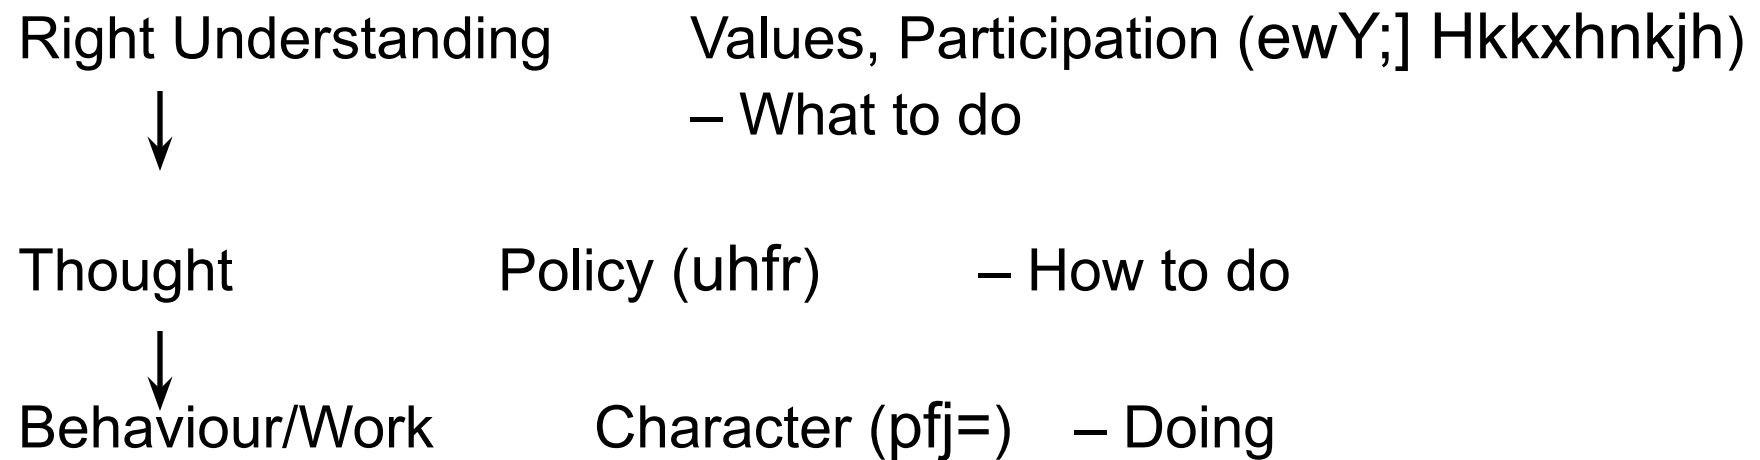 Right Understanding Values, Participation (ewY;] Hkkxhnkjh)
– What to do
Thought Policy (uhfr) – How to do
Behaviour/Work Character (pfj=) – Doing